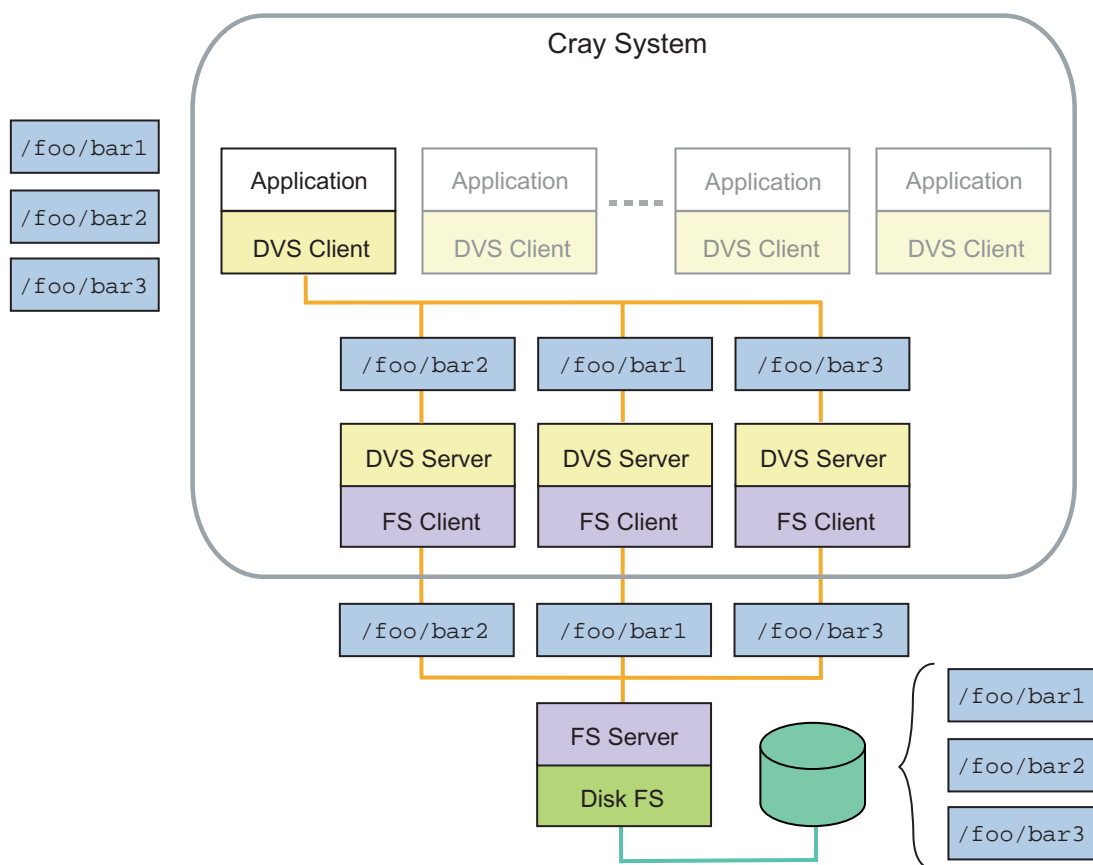 Cray System
/foo/bar1
/foo/bar2
/foo/bar3
Application
DVS Client
Application
DVS Client
Application
DVS Client
Application
DVS Client
/foo/bar2
/foo/bar1
/foo/bar3
DVS Server
FS Client
DVS Server
FS Client
DVS Server
FS Client
/foo/bar2
/foo/bar1
/foo/bar3
FS Server
Disk FS
/foo/bar1
/foo/bar2
/foo/bar3